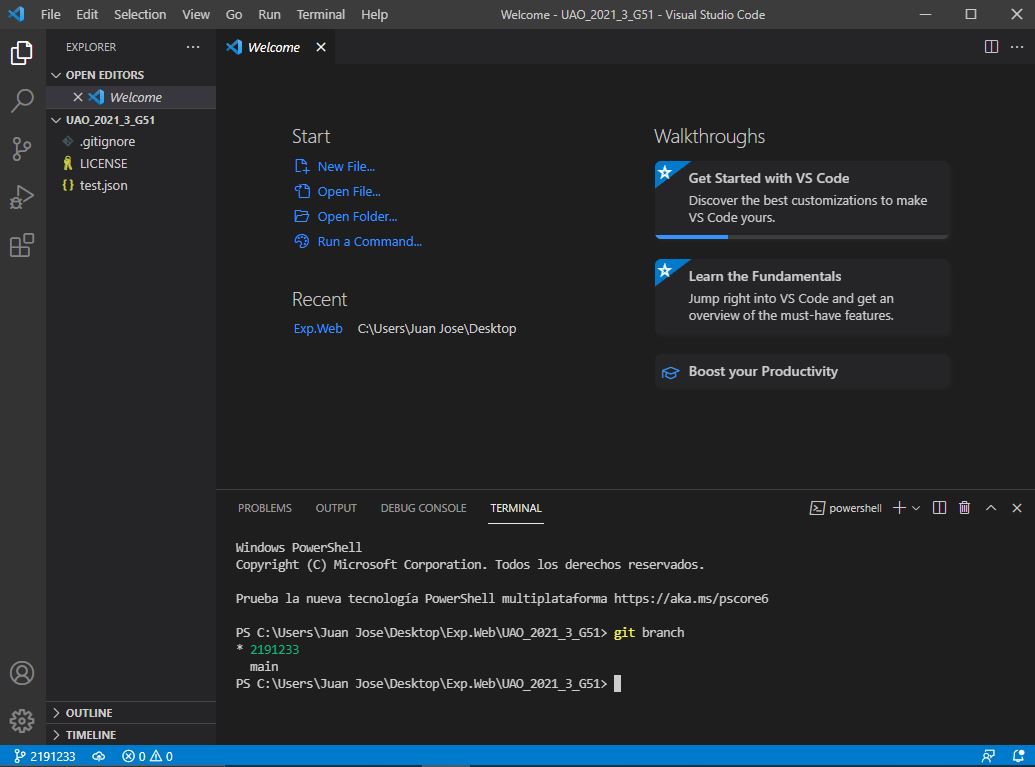 File Edit Selection View Go Run Terminal Help Welcome - UAO_2021_3_G51 - Visual Studio Code
EXPLORER
Welcome
OPEN EDITORS
Welcome
UAO_2021_3_G51
.gitignore
LICENSE
{} test.json
Start
New File...
Open File...
Open Folder...
Run a Command...
Recent
Exp.Web C:\Users\Juan Jose\Desktop
Walkthroughs
Get Started with VS Code
Discover the best customizations to make
VS Code yours.
Learn the Fundamentals
Jump right into VS Code and get an
overview of the must-have features.
Boost your Productivity
PROBLEMS OUTPUT DEBUG CONSOLE TERMINAL powershell
Windows PowerShell
Copyright (C) Microsoft Corporation. Todos los derechos reservados.
Prueba la nueva tecnología PowerShell multiplataforma https://aka.ms/pscore6
PS C:\Users\Juan Jose\Desktop\Exp.Web\UAO_2021_3_G51> git branch
* 2191233
main
PS C:\Users\Juan Jose\Desktop\Exp.Web\UAO_2021_3_G51>
OUTLINE
TIMELINE
2191233 0 0